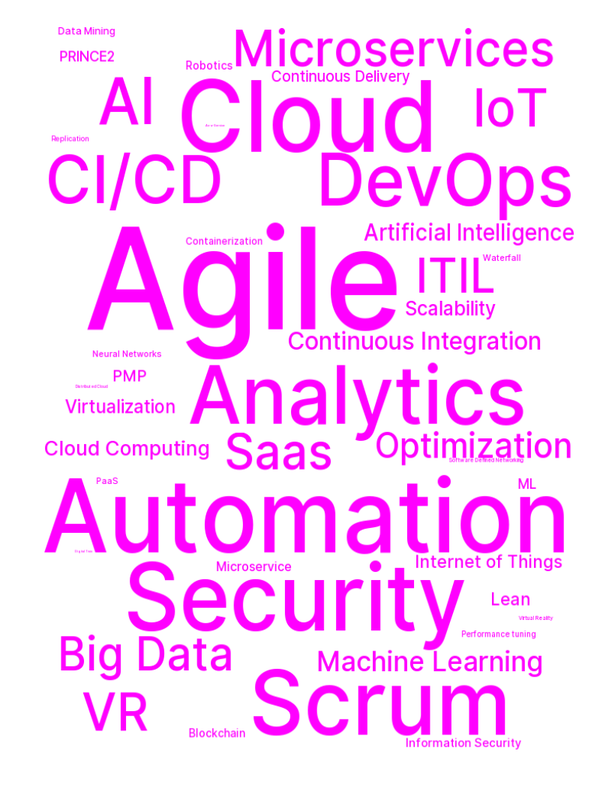 Data Mining
Microservices
PRINCE2
Robotics
Continuous Delivery
AI
Cloud
IoT
Replication
CI/CD
DevOps
Artificial Intelligence
Containerization
Agile
Waterfall
ITIL
Scalability
Continuous Integration
Neural Networks
PMP
Analytics
Virtualization
Optimization
Cloud Computing
Saas
Software Defined Networking
PaaS
ML
Automation
Internet of Things
Microservice
Security
Lean
Virtual Reality
Performance tuning
Big Data
Machine Learning
VR
Scrum
Blockchain
Information Security